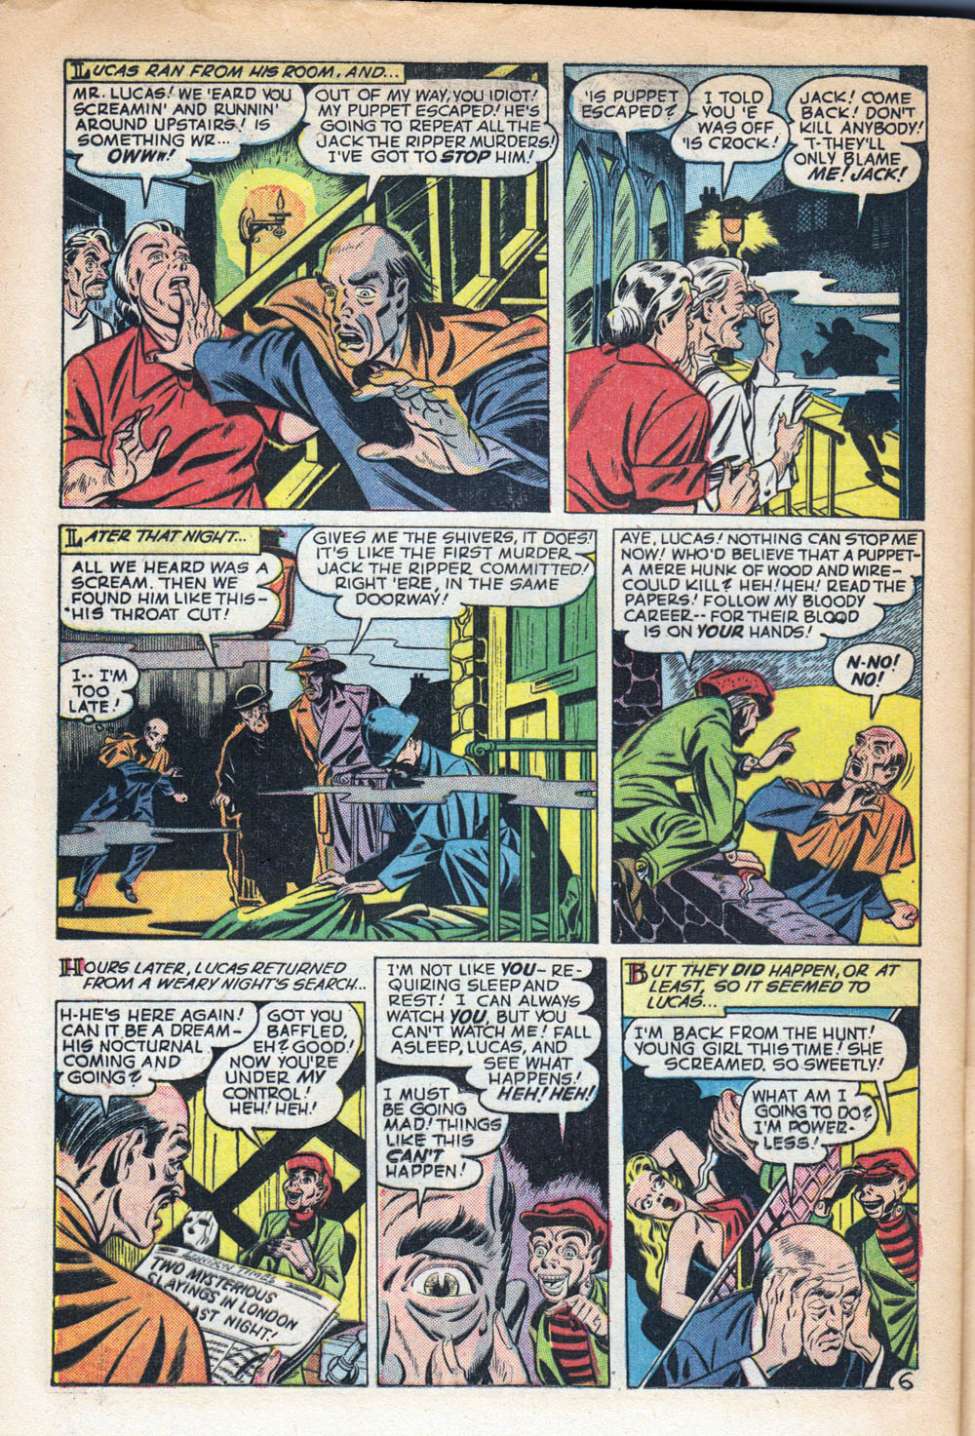 LUCAS RAN FROM HIS ROOM, AND...
MR. LUCAS! WE 'EARD YOU
SCREAMIN' AND RUNNIN'
AROUND UPSTAIRS! IS
SOMETHING WR...
OWWW!
OUT OF MY WAY, YOU IDIOT!
MY PUPPET ESCAPED! HE'S
GOING TO REPEAT ALL THE
JACK THE RIPPER MURDERS!
I'VE GOT TO STOP HIM!
'IS PUPPET
ESCAPED?
I TOLD
YOU 'E
WAS OFF
'IS CROCK!
JACK! COME
BACK! DON'T
KILL ANYBODY!
T-THEY'LL
ONLY BLAME
ME! JACK!
LATER THAT NIGHT...
ALL WE HEARD WAS A
SCREAM. THEN WE
FOUND HIM LIKE THIS-
HIS THROAT CUT!
GIVES ME THE SHIVERS, IT DOES!
IT'S LIKE THE FIRST MURDER
JACK THE RIPPER COMMITTED!
RIGHT 'ERE, IN THE SAME
DOORWAY!
I-- I'M
TOO
LATE!
AYE, LUCAS! NOTHING CAN STOP ME
NOW! WHO'D BELIEVE THAT A PUPPET-
A MERE HUNK OF WOOD AND WIRE-
COULD KILL? HEH! HEH! READ THE
PAPERS! FOLLOW MY BLOODY
CAREER-- FOR THEIR BLOOD
IS ON YOUR HANDS!
N-NO!
NO!
HOURS LATER, LUCAS RETURNED
FROM A WEARY NIGHT'S SEARCH...
H-HE'S HERE AGAIN!
CAN IT BE A DREAM-
HIS NOCTURNAL
COMING AND
GOING?
GOT YOU
BAFFLED,
EH? GOOD!
NOW YOU'RE
UNDER MY
CONTROL!
HEH! HEH!
LONDON TIMES
TWO MYSTERIOUS
SLAYINGS IN LONDON
LAST NIGHT!
I'M NOT LIKE YOU-- RE-
QUIRING SLEEP AND
REST! I CAN ALWAYS
WATCH YOU, BUT YOU
CAN'T WATCH ME! FALL
ASLEEP, LUCAS, AND
SEE WHAT
HAPPENS!
HEH! HEH!
I MUST
BE GOING
MAD! THINGS
LIKE THIS
CAN'T
HAPPEN!
BUT THEY DID HAPPEN, OR AT
LEAST, SO IT SEEMED TO
LUCAS...
I'M BACK FROM THE HUNT!
YOUNG GIRL THIS TIME! SHE
SCREAMED, SO SWEETLY!
WHAT AM I
GOING TO DO?
I'M POWER-
LESS!
6